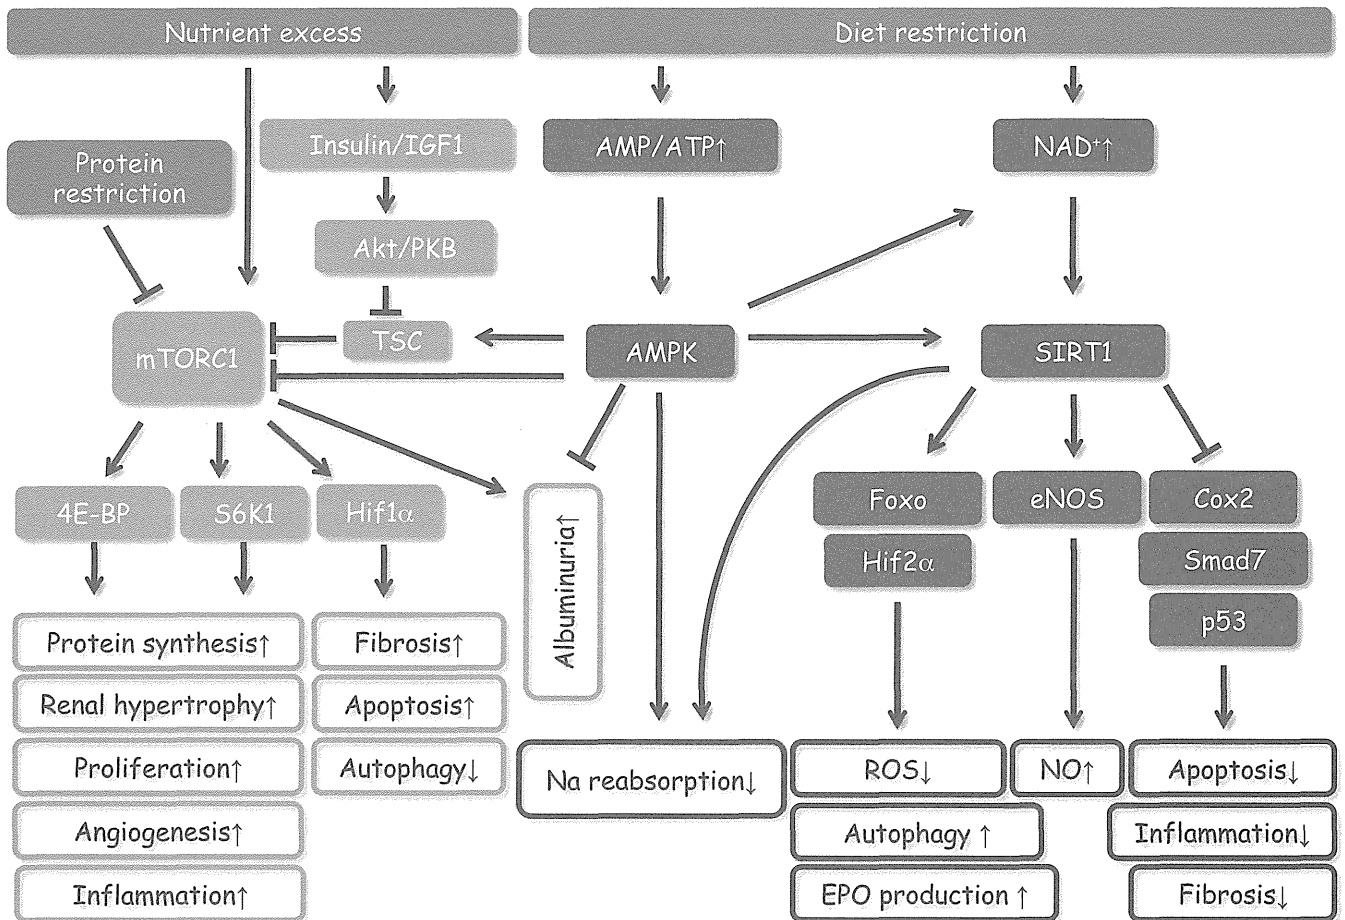 Nutrient excess
Diet restriction
Insulin/IGF1
AMP/ATP↑
NAD⁺↑
Protein
restriction
Akt/PKB
TSC
mTORC1
AMPK
SIRT1
4E-BP
S6K1
Hif1α
Albuminuria↑
Foxo
eNOS
Cox2
Hif2α
Smad7
p53
Protein synthesis↑
Fibrosis↑
Renal hypertrophy↑
Apoptosis↑
Proliferation↑
Autophagy↓
Na reabsorption↓
ROS↓
NO↑
Apoptosis↓
Angiogenesis↑
Autophagy ↑
Inflammation↓
Inflammation↑
EPO production ↑
Fibrosis↓